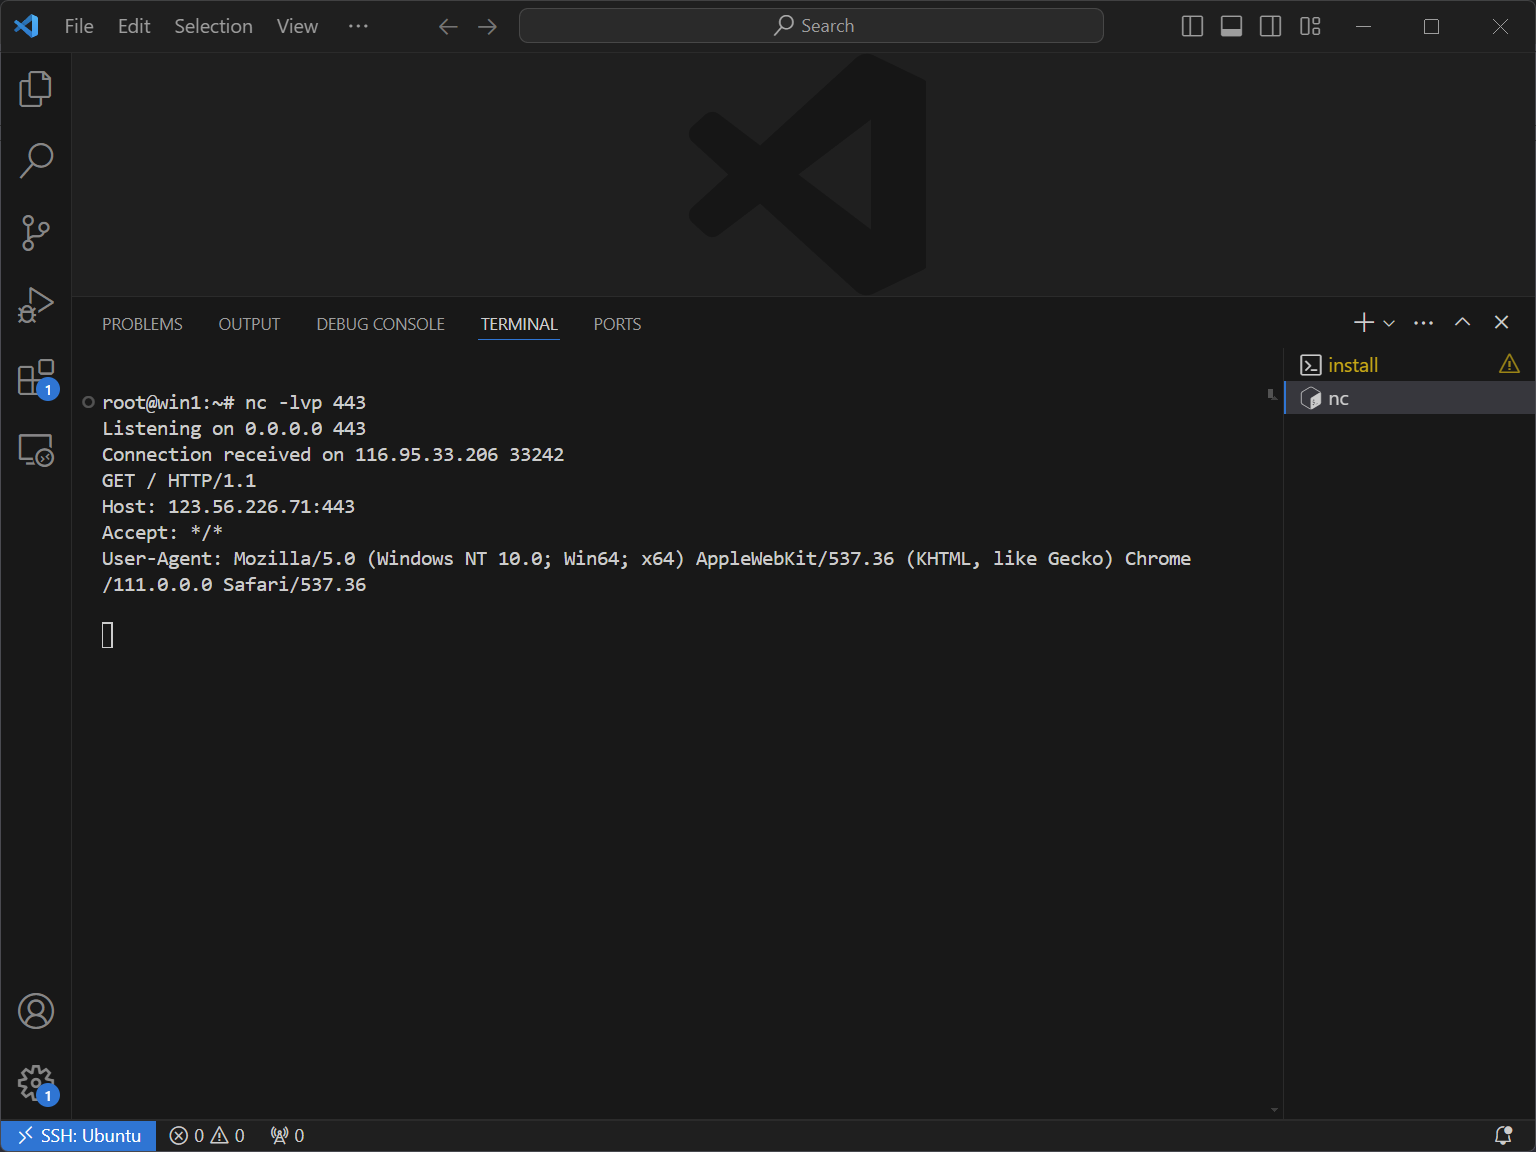 File Edit Selection View ··· Search
PROBLEMS OUTPUT DEBUG CONSOLE TERMINAL PORTS
install
nc
root@win1:~# nc -lvp 443
Listening on 0.0.0.0 443
Connection received on 116.95.33.206 33242
GET / HTTP/1.1
Host: 123.56.226.71:443
Accept: */*
User-Agent: Mozilla/5.0 (Windows NT 10.0; Win64; x64) AppleWebKit/537.36 (KHTML, like Gecko) Chrome
/111.0.0.0 Safari/537.36
1
1
SSH: Ubuntu 0 0 0